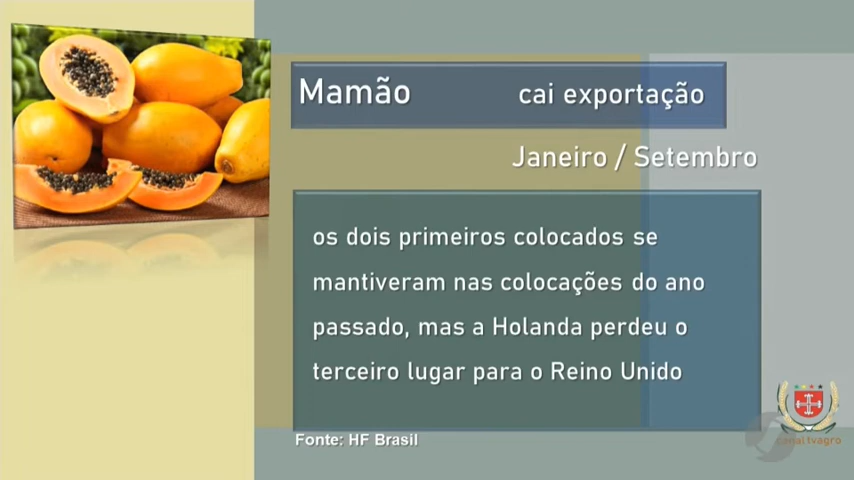 Mamão cai exportação
Janeiro / Setembro
os dois primeiros colocados se
mantiveram nas colocações do ano
passado, mas a Holanda perdeu o
terceiro lugar para o Reino Unido
Fonte: HF Brasil
canal tvagro